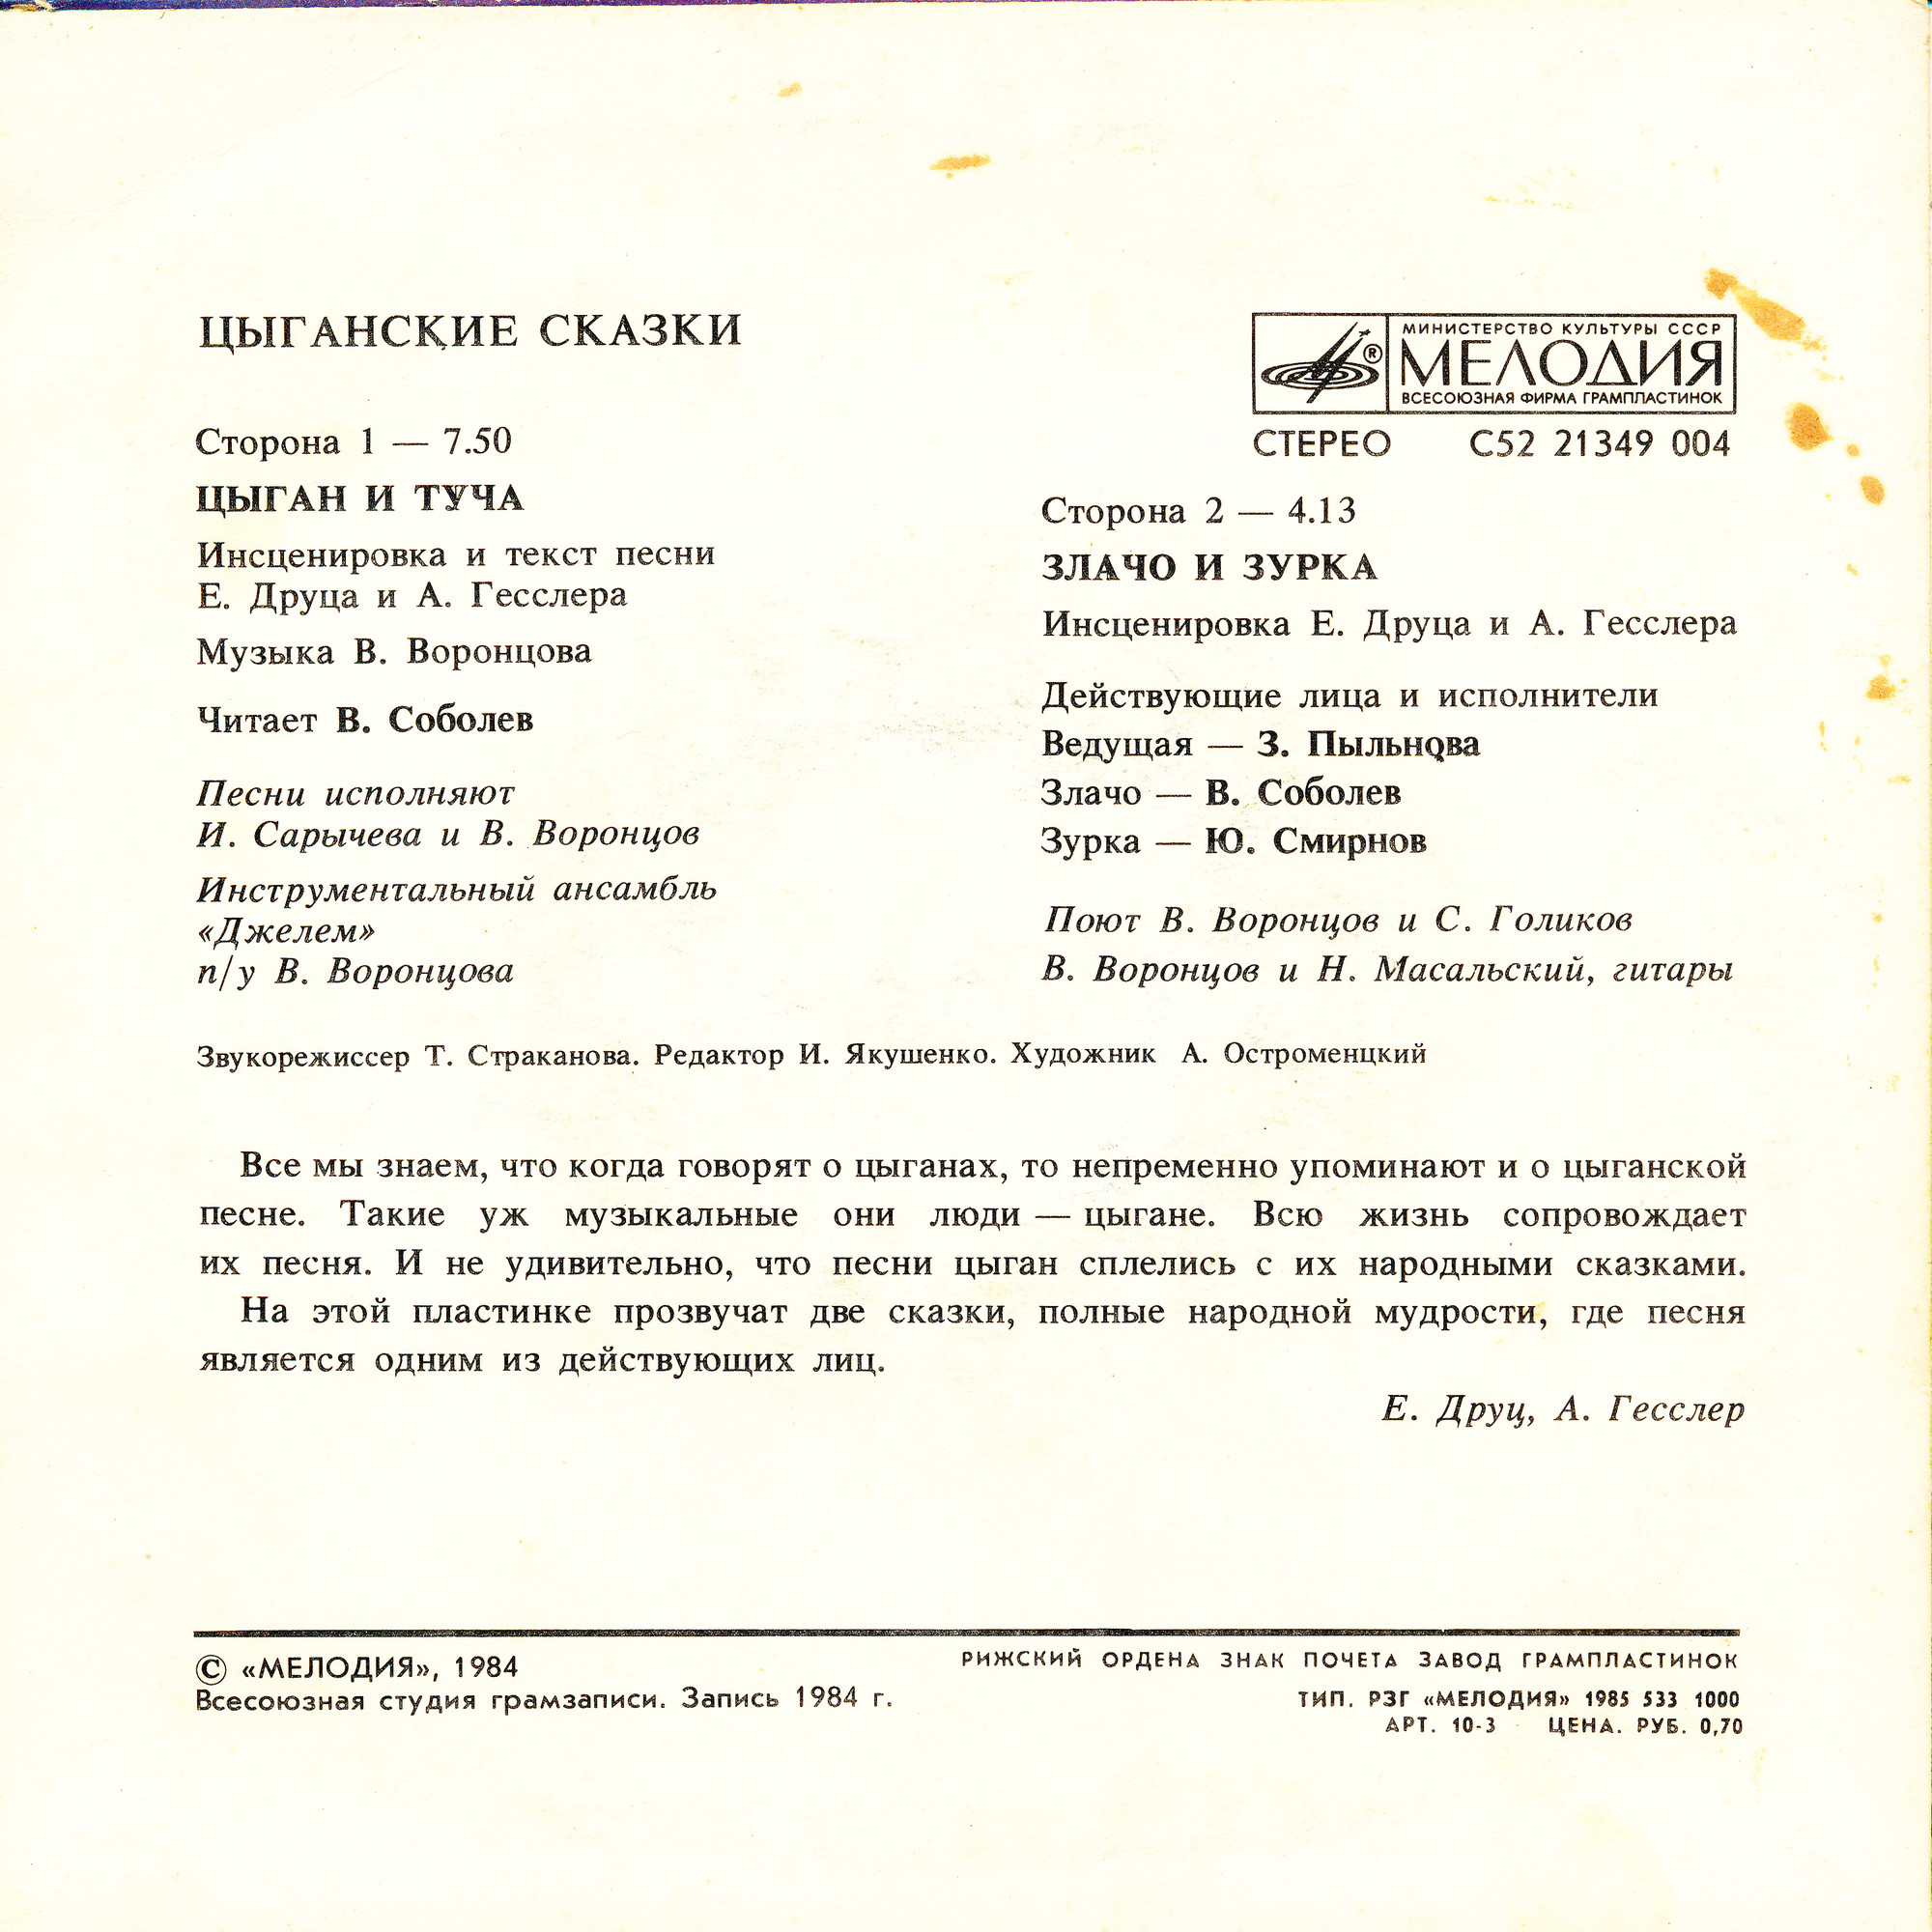 ЦЫГАНСКИЕ СКАЗКИ
Сторона 1 — 7.50
ЦЫГАН И ТУЧА
Инсценировка и текст песни
Е. Друца и А. Гесслера
Музыка В. Воронцова
Читает В. Соболев
Песни исполняют
И. Сарычева и В. Воронцов
Инструментальный ансамбль
«Джелем»
п/у В. Воронцова
МИНИСТЕРСТВО КУЛЬТУРЫ СССР
МЕЛОДИЯ
®
ВСЕСОЮЗНАЯ ФИРМА ГРАМПЛАСТИНОК
СТЕРЕО С52 21349 004
Сторона 2 — 4.13
ЗЛАЧО И ЗУРКА
Инсценировка Е. Друца и А. Гесслера
Действующие лица и исполнители
Ведущая — З. Пыльнова
Злачо — В. Соболев
Зурка — Ю. Смирнов
Поют В. Воронцов и С. Голиков
В. Воронцов и Н. Масальский, гитары
Звукорежиссер Т. Страканова. Редактор И. Якушенко. Художник А. Остроменцкий
Все мы знаем, что когда говорят о цыганах, то непременно упоминают и о цыганской
песне. Такие уж музыкальные они люди — цыгане. Всю жизнь сопровождает
их песня. И не удивительно, что песни цыган сплелись с их народными сказками.
На этой пластинке прозвучат две сказки, полные народной мудрости, где песня
является одним из действующих лиц.
Е. Друц, А. Гесслер
© «МЕЛОДИЯ», 1984
Всесоюзная студия грамзаписи. Запись 1984 г.
РИЖСКИЙ ОРДЕНА ЗНАК ПОЧЕТА ЗАВОД ГРАМПЛАСТИНОК
ТИП. РЗГ «МЕЛОДИЯ» 1985 533 1000
АРТ. 10-3 ЦЕНА. РУБ. 0,70